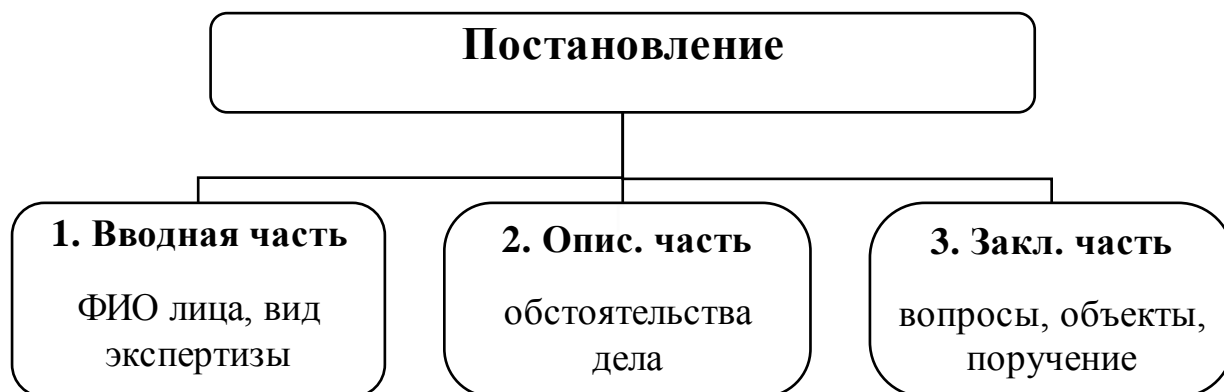 Постановление
1. Вводная часть
ФИО лица, вид
экспертизы
2. Опис. часть
обстоятельства
дела
3. Закл. часть
вопросы, объекты,
поручение